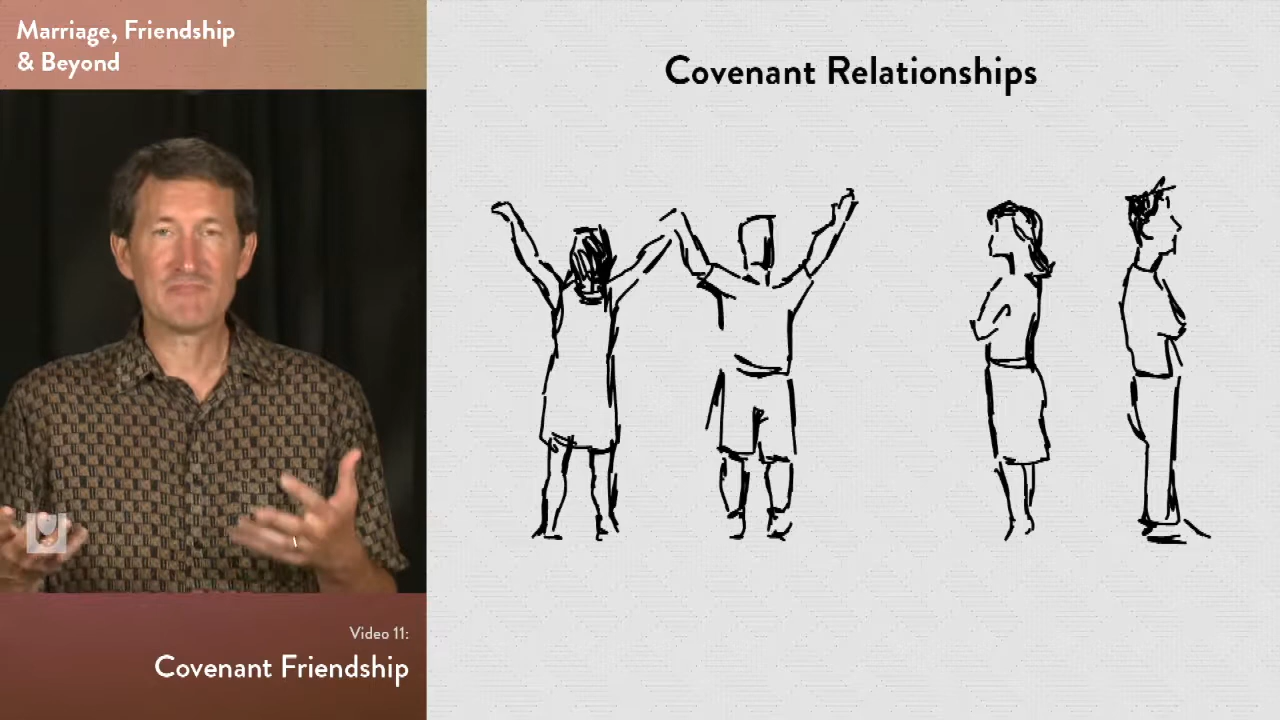 Marriage, Friendship
& Beyond
Covenant Relationships
Video 11:
Covenant Friendship